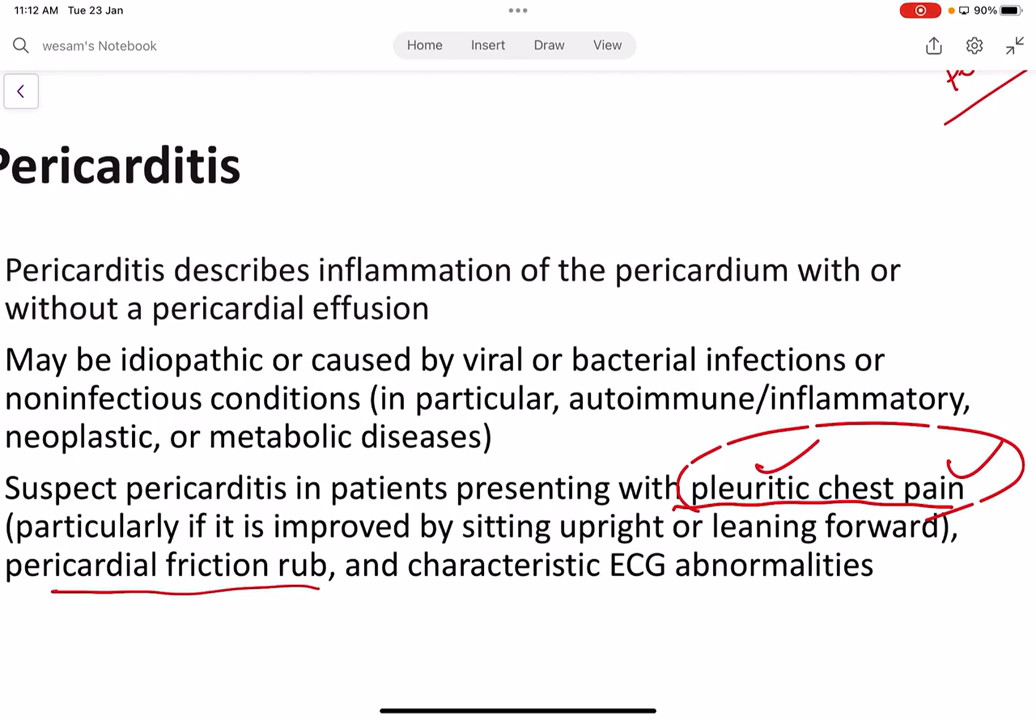 11:12 AM Tue 23 Jan
90%
wesam's Notebook
Home Insert Draw View
Pericarditis
Pericarditis describes inflammation of the pericardium with or
without a pericardial effusion
May be idiopathic or caused by viral or bacterial infections or
noninfectious conditions (in particular, autoimmune/inflammatory,
neoplastic, or metabolic diseases)
Suspect pericarditis in patients presenting with pleuritic chest pain
(particularly if it is improved by sitting upright or leaning forward),
pericardial friction rub, and characteristic ECG abnormalities